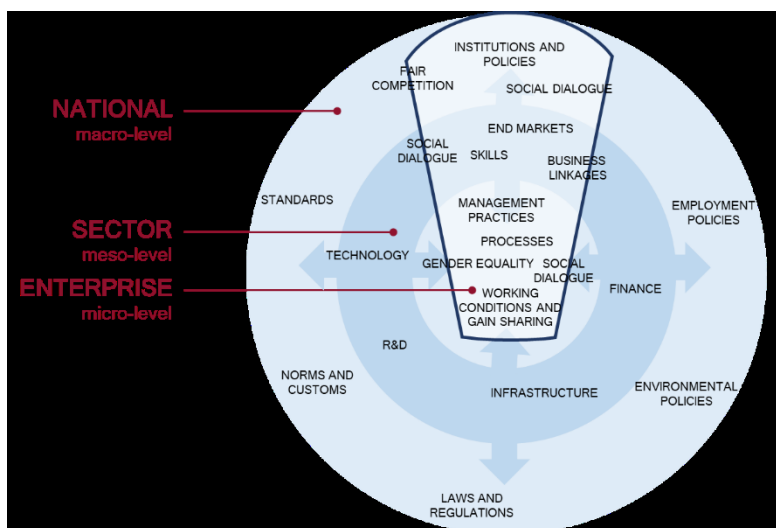 INSTITUTIONS AND
POLICIES
FAIR
COMPETITION
SOCIAL DIALOGUE
NATIONAL
macro-level
END MARKETS
SOCIAL
DIALOGUE
SKILLS
BUSINESS
LINKAGES
STANDARDS
MANAGEMENT
PRACTICES
EMPLOYMENT
POLICIES
SECTOR
meso-level
PROCESSES
TECHNOLOGY
GENDER EQUALITY
SOCIAL
DIALOGUE
ENTERPRISE
micro-level
WORKING
CONDITIONS AND
GAIN SHARING
FINANCE
R&D
NORMS AND
CUSTOMS
INFRASTRUCTURE
ENVIRONMENTAL
POLICIES
LAWS AND
REGULATIONS